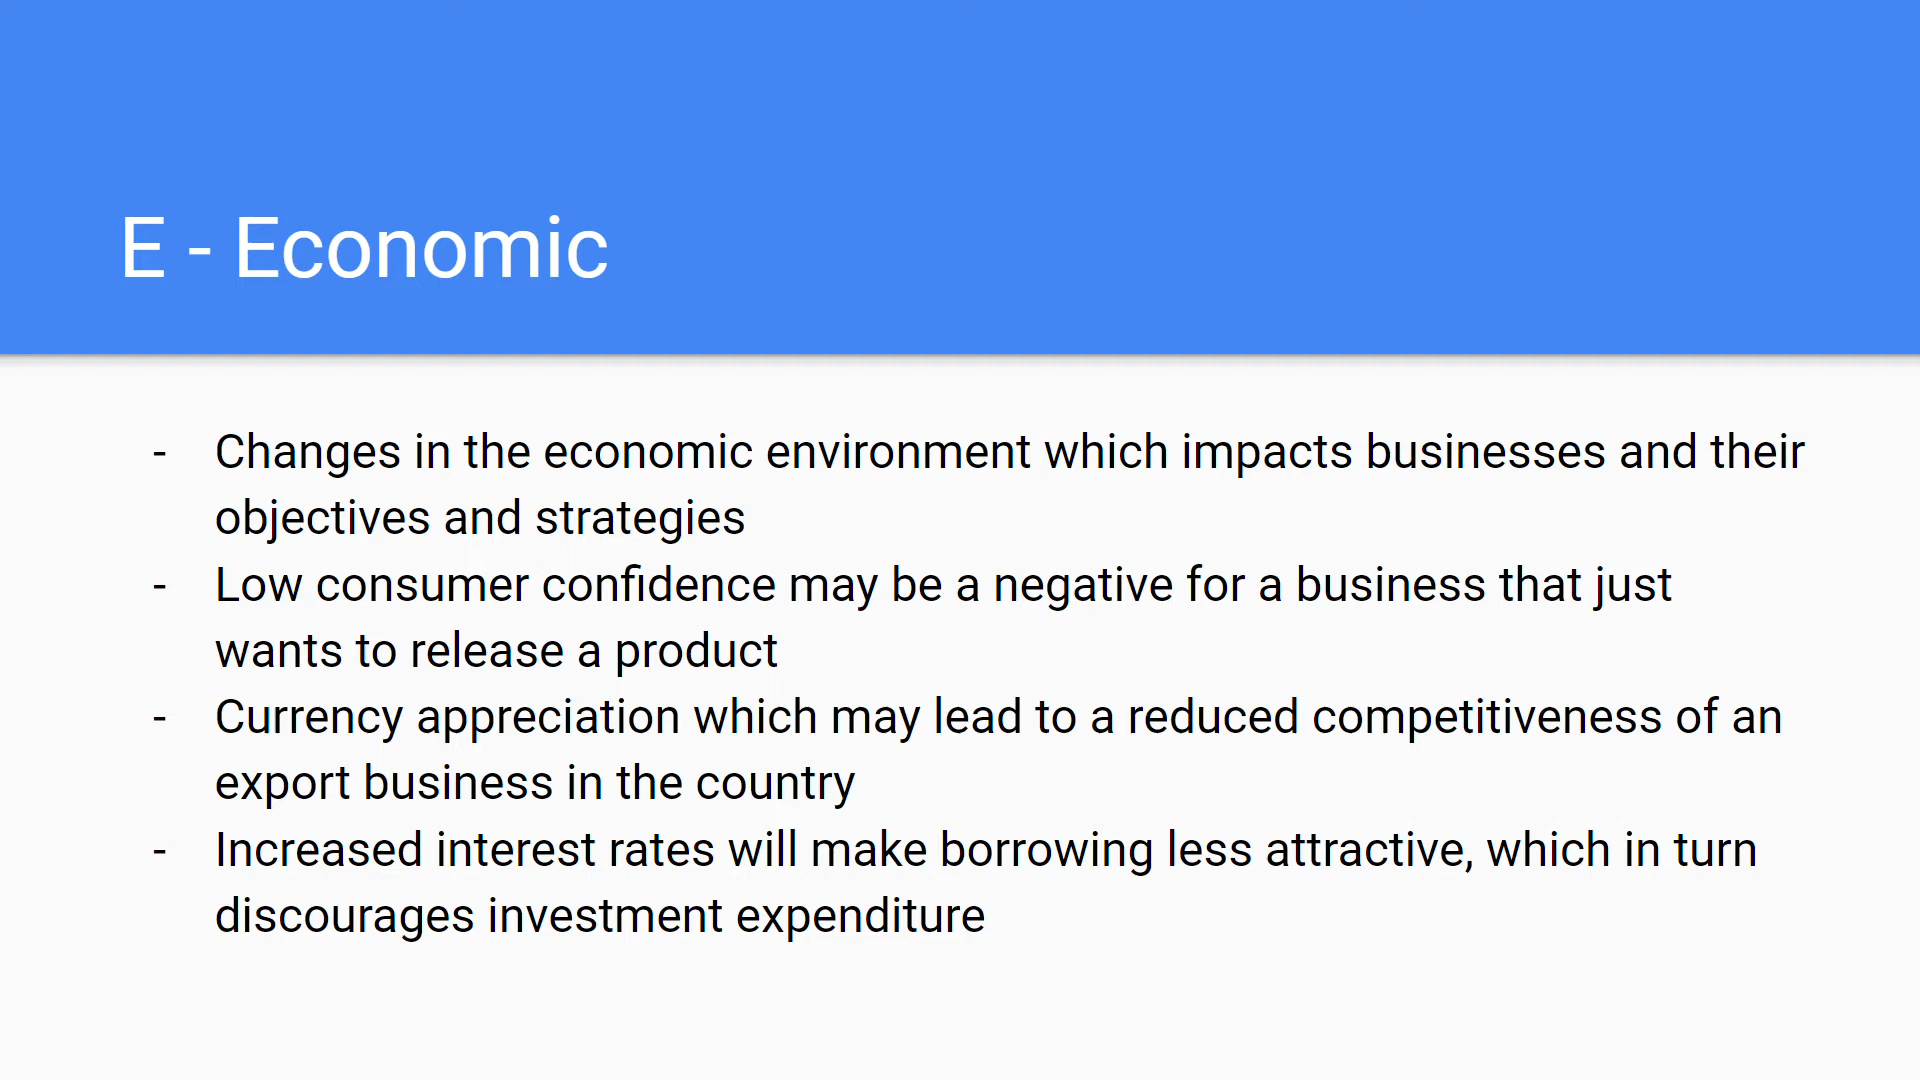 E - Economic
- Changes in the economic environment which impacts businesses and their
objectives and strategies
- Low consumer confidence may be a negative for a business that just
wants to release a product
- Currency appreciation which may lead to a reduced competitiveness of an
export business in the country
- Increased interest rates will make borrowing less attractive, which in turn
discourages investment expenditure